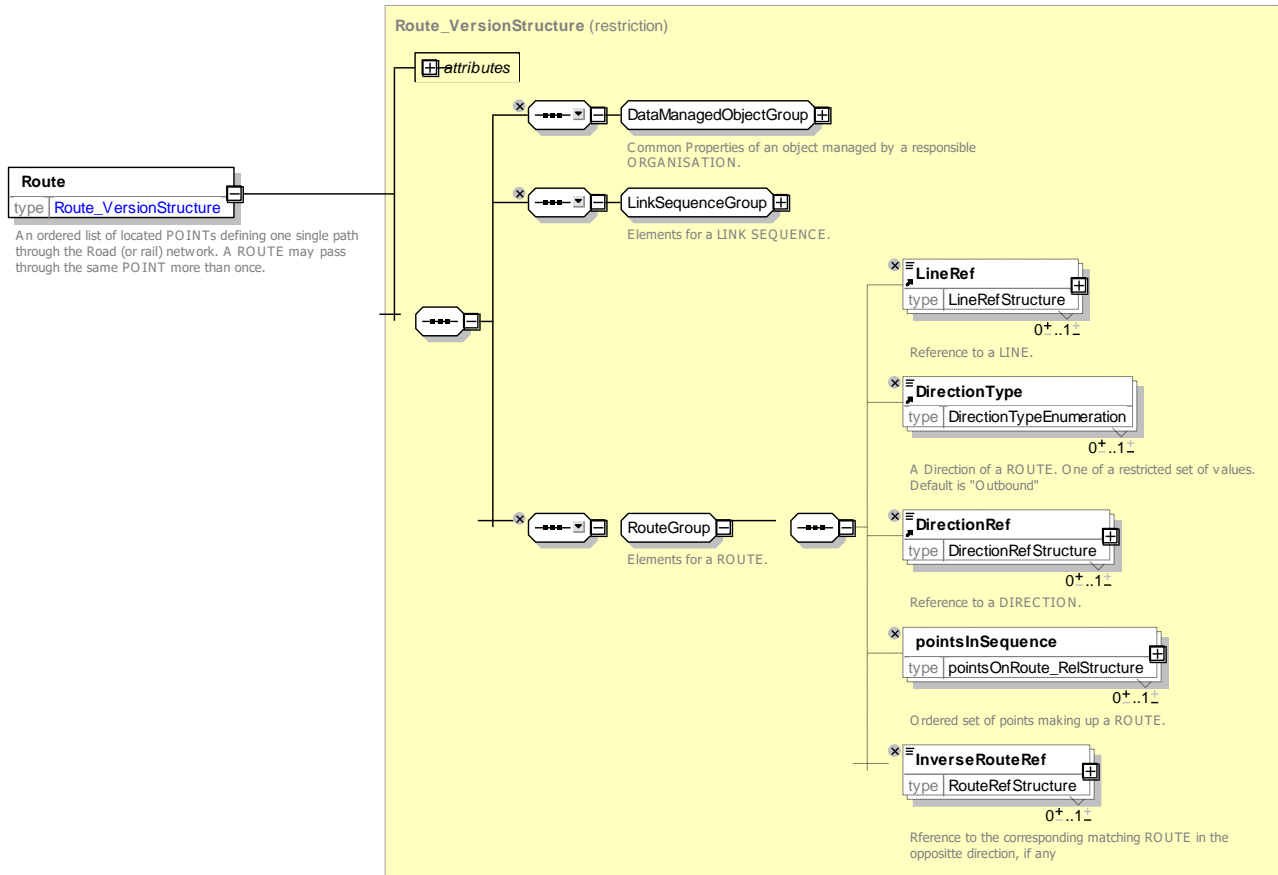 Route_VersionStructure (restriction)
attributes
DataManagedObjectGroup
Common Properties of an object managed by a responsible
ORGANISATION.
Route
type Route_VersionStructure
An ordered list of located POINTs defining one single path
through the Road (or rail) network. A ROUTE may pass
through the same POINT more than once.
LinkSequenceGroup
Elements for a LINK SEQUENCE.
LineRef
type LineRefStructure
0..1
Reference to a LINE.
DirectionType
type DirectionTypeEnumeration
0..1
A Direction of a ROUTE. One of a restricted set of values.
Default is "Outbound"
RouteGroup
Elements for a ROUTE.
DirectionRef
type DirectionRefStructure
0..1
Reference to a DIRECTION.
pointsInSequence
type pointsOnRoute_RelStructure
0..1
Ordered set of points making up a ROUTE.
InverseRouteRef
type RouteRefStructure
0..1
Rference to the corresponding matching ROUTE in the
oppositte direction, if any